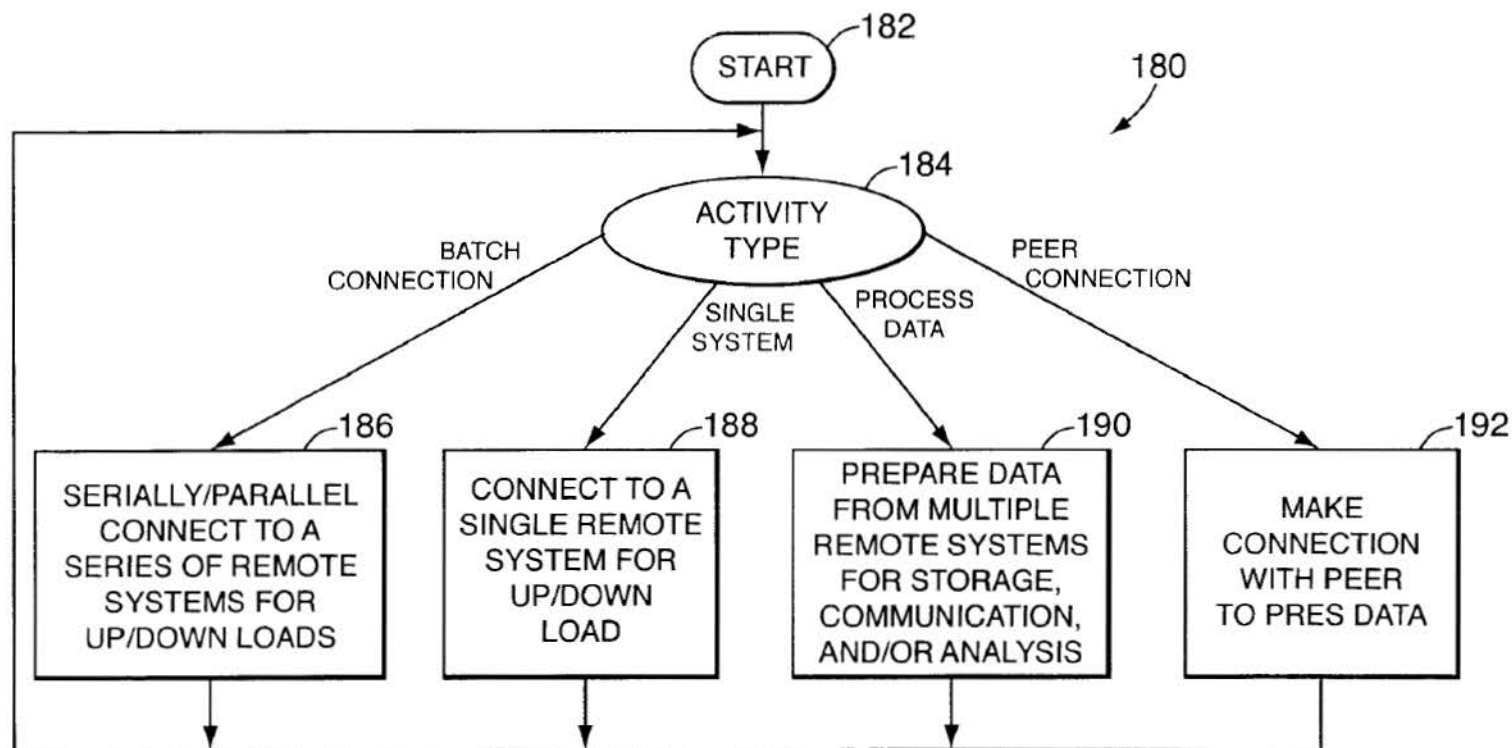 182
START
180
184
ACTIVITY
TYPE
BATCH
CONNECTION
SINGLE
SYSTEM
PROCESS
DATA
PEER
CONNECTION
186
SERIALLY/PARALLEL
CONNECT TO A
SERIES OF REMOTE
SYSTEMS FOR
UP/DOWN LOADS
188
CONNECT TO A
SINGLE REMOTE
SYSTEM FOR
UP/DOWN
LOAD
190
PREPARE DATA
FROM MULTIPLE
REMOTE SYSTEMS
FOR STORAGE,
COMMUNICATION,
AND/OR ANALYSIS
192
MAKE
CONNECTION
WITH PEER
TO PRES DATA